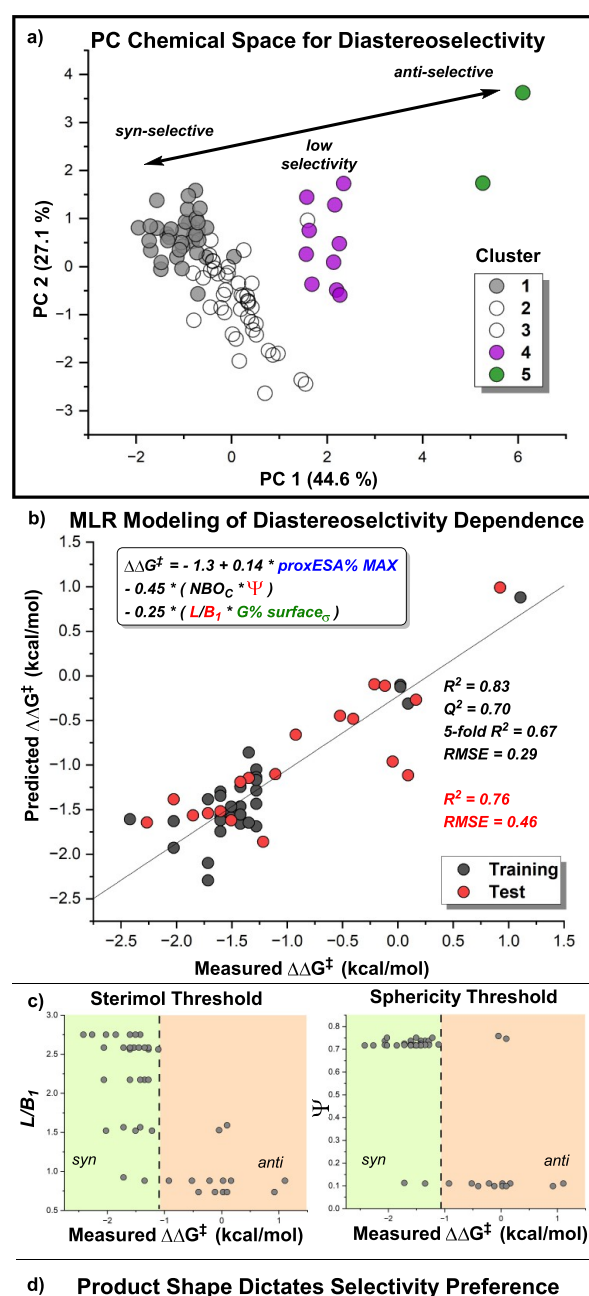 a) PC Chemical Space for Diastereoselectivity
4
3
2
1
0
−1
−2
−3
PC 2 (27.1 %)
anti-selective
syn-selective
low
selectivity
Cluster
1
2
3
4
5
−2 0 2 4 6
PC 1 (44.6 %)
b) MLR Modeling of Diastereoselctivity Dependence
1.5
1.0
0.5
0.0
−0.5
−1.0
−1.5
−2.0
−2.5
Predicted ΔΔG‡ (kcal/mol)
ΔΔG‡ = - 1.3 + 0.14 * proxESA% MAX
- 0.45 * ( NBOC * Ψ )
- 0.25 * ( L/B1 * G% surfaceσ )
R2 = 0.83
Q2 = 0.70
5-fold R2 = 0.67
RMSE = 0.29
R2 = 0.76
RMSE = 0.46
Training
Test
−2.5 −2.0 −1.5 −1.0 −0.5 0.0 0.5 1.0 1.5
Measured ΔΔG‡ (kcal/mol)
c) Sterimol Threshold
3.0
2.5
2.0
1.5
1.0
0.5
L/B1
syn
anti
−2 −1 0 1
Measured ΔΔG‡ (kcal/mol)
Sphericity Threshold
0.8
0.7
0.6
0.5
0.4
0.3
0.2
0.1
0.0
Ψ
syn
anti
−2 −1 0 1
Measured ΔΔG‡ (kcal/mol)
d) Product Shape Dictates Selectivity Preference